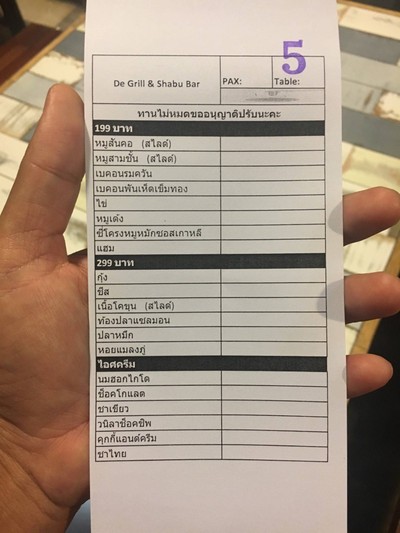 5
De Grill & Shabu Bar PAX: Table:
ทานไม่หมดขออนุญาติปรับนะคะ
199 บาท
หมูสันคอ (สไลด์)
หมูสามชั้น (สไลด์)
เบคอนรมควัน
เบคอนพันเห็ดเข็มทอง
ไข่
หมูเด้ง
ซี่โครงหมูหมักซอสเกาหลี
แฮม
299 บาท
กุ้ง
ชีส
เนื้อโคขุน (สไลด์)
ท้องปลาแซลมอน
ปลาหมึก
หอยแมลงภู่
ไอศครีม
นมฮอกไกโด
ช็อคโกแลต
ชาเขียว
วนิลาช็อคชิพ
คุกกี้แอนด์ครีม
ชาไทย